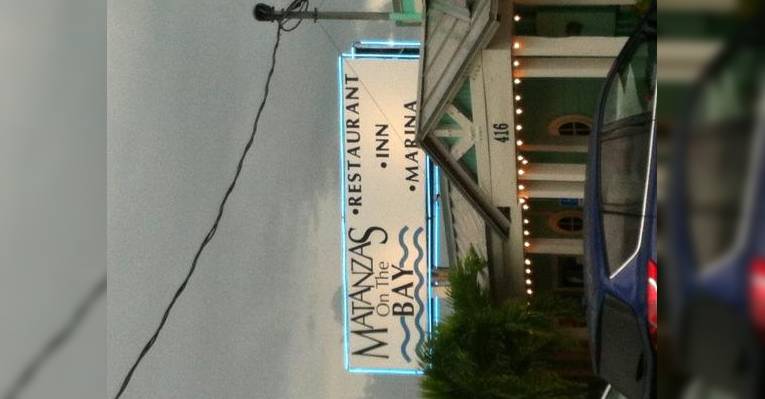 MATANZAS
On The
BAY
•RESTAURANT
•INN
•MARINA
416